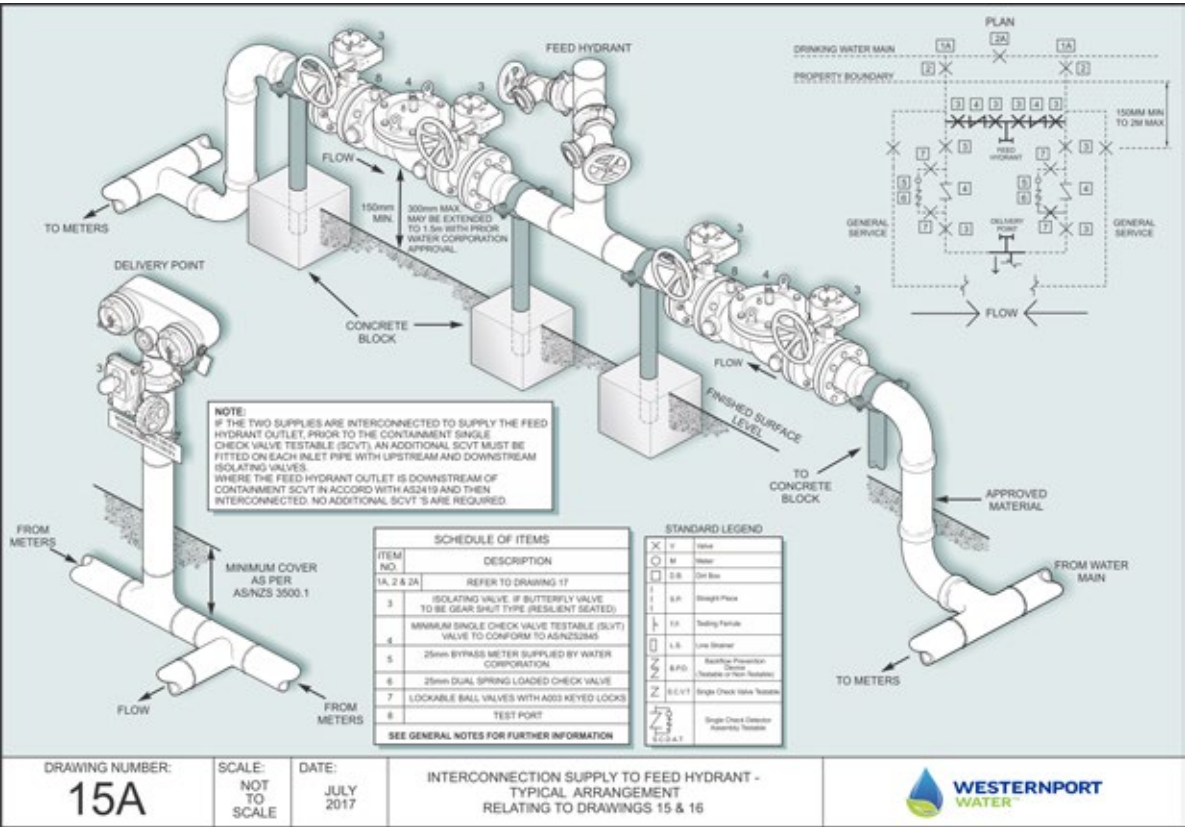 PLAN
DRINKING WATER MAIN
1A
2A
1A
2
2
PROPERTY BOUNDARY
3 4 3 3 4 3
150MM MIN
TO 2M MAX
FEED
HYDRANT
3
3
7
7
5
6
4
5
6
4
7
3
7
3
GENERAL
SERVICE
DELIVERY
POINT
GENERAL
SERVICE
FLOW
3
8
4
3
FEED HYDRANT
FLOW
150mm
MIN.
300mm MAX.
MAY BE EXTENDED
TO 1.5m WITH PRIOR
WATER CORPORATION
APPROVAL.
TO METERS
CONCRETE
BLOCK
3
8
4
3
FLOW
FINISHED SURFACE
LEVEL
TO
CONCRETE
BLOCK
APPROVED
MATERIAL
FROM WATER
MAIN
TO METERS
DELIVERY POINT
3
FROM
METERS
MINIMUM COVER
AS PER
AS/NZS 3500.1
FLOW
FROM
METERS
NOTE:
IF THE TWO SUPPLIES ARE INTERCONNECTED TO SUPPLY THE FEED
HYDRANT OUTLET, PRIOR TO THE CONTAINMENT SINGLE
CHECK VALVE TESTABLE (SCVT), AN ADDITIONAL SCVT MUST BE
FITTED ON EACH INLET PIPE WITH UPSTREAM AND DOWNSTREAM
ISOLATING VALVES.
WHERE THE FEED HYDRANT OUTLET IS DOWNSTREAM OF
CONTAINMENT SCVT IN ACCORD WITH AS2419 AND THEN
INTERCONNECTED. NO ADDITIONAL SCVT 'S ARE REQUIRED.
SCHEDULE OF ITEMS
ITEM NO. DESCRIPTION
1A, 2 & 2A REFER TO DRAWING 17
3 ISOLATING VALVE. IF BUTTERFLY VALVE
TO BE GEAR SHUT TYPE (RESILIENT SEATED)
4 MINIMUM SINGLE CHECK VALVE TESTABLE (SLVT)
VALVE TO CONFORM TO AS/NZS2845
5 25mm BYPASS METER SUPPLIED BY WATER
CORPORATION
6 25mm DUAL SPRING LOADED CHECK VALVE
7 LOCKABLE BALL VALVES WITH A003 KEYED LOCKS
8 TEST PORT
SEE GENERAL NOTES FOR FURTHER INFORMATION
STANDARD LEGEND
V Valve
M Meter
D.B. Dirt Box
S.P. Straight Piece
Testing Ferrule
L.S. Line Strainer
B.P.D. Backflow Prevention
Device
(Testable or Non-Testable)
S.C.V.T Single Check Valve Testable
Single Check Detector
Assembly Testable
S.C.D.A.T
DRAWING NUMBER:
15A
SCALE:
NOT
TO
SCALE
DATE:
JULY
2017
INTERCONNECTION SUPPLY TO FEED HYDRANT -
TYPICAL ARRANGEMENT
RELATING TO DRAWINGS 15 & 16
WESTERNPORT
WATER™